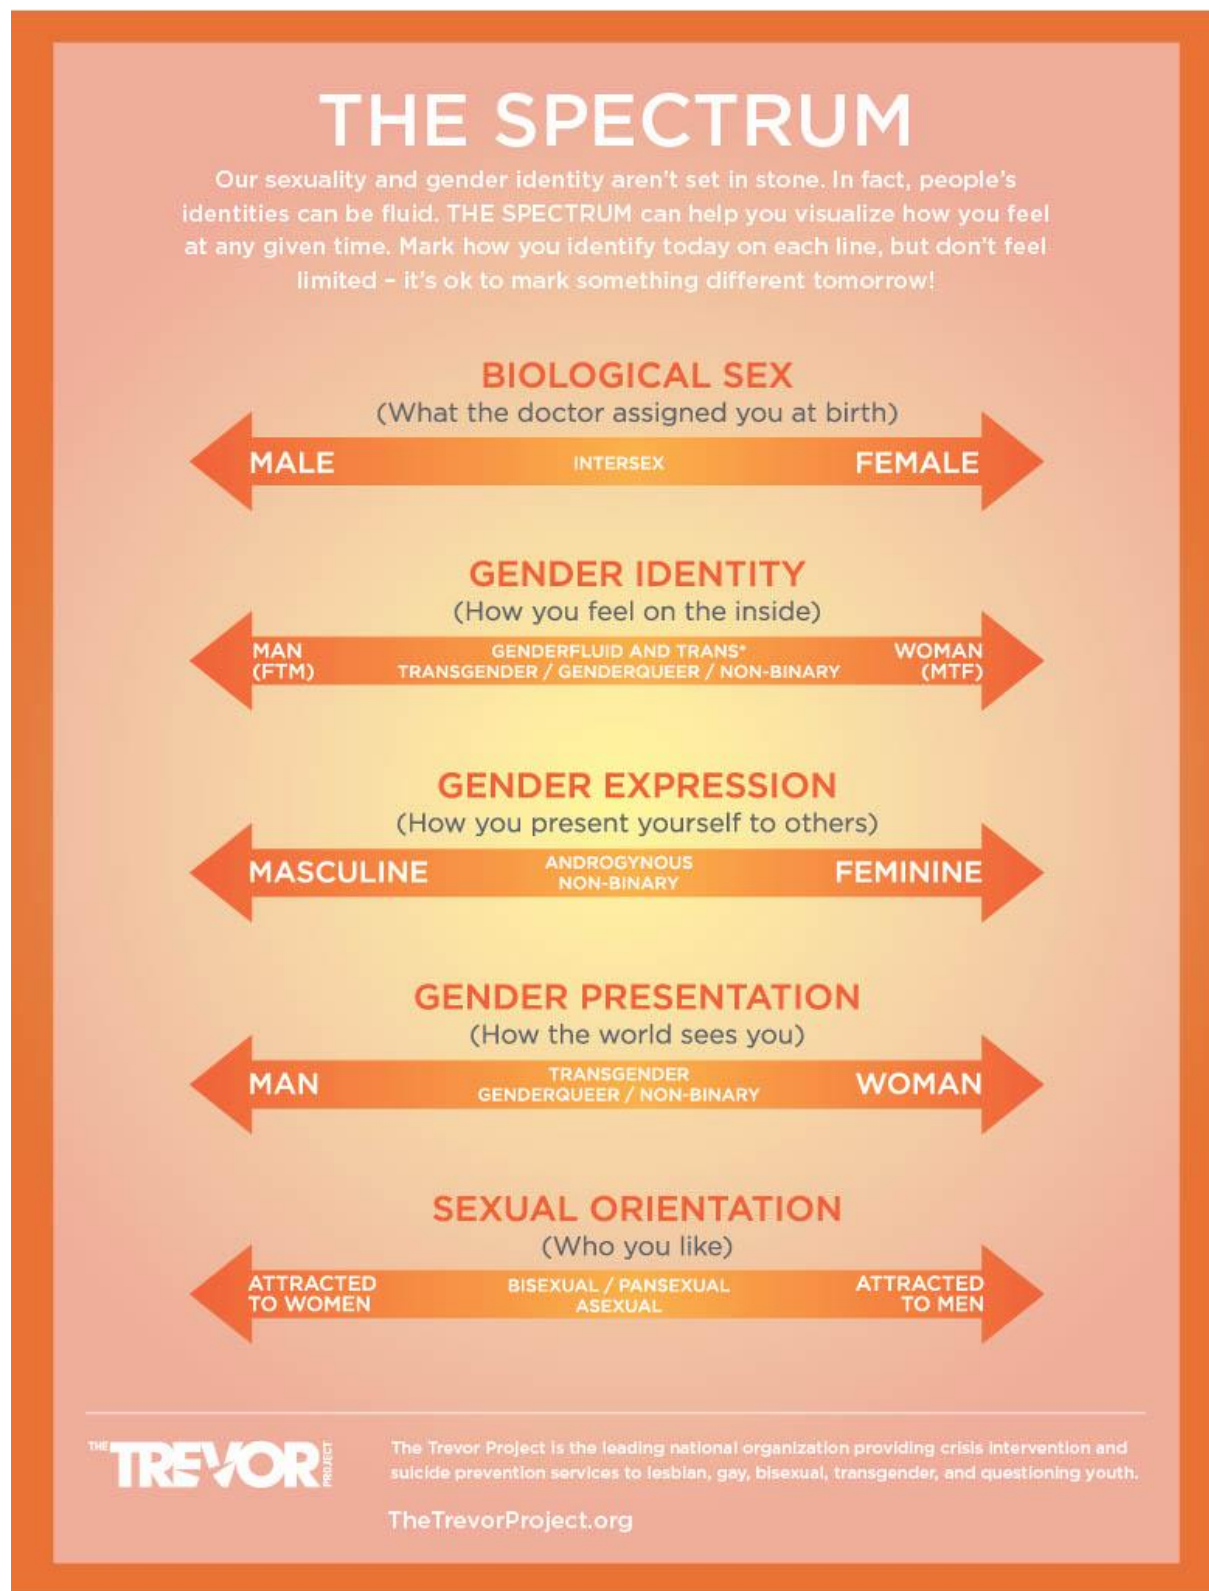 THE SPECTRUM
Our sexuality and gender identity aren't set in stone. In fact, people's
identities can be fluid. THE SPECTRUM can help you visualize how you feel
at any given time. Mark how you identify today on each line, but don't feel
limited – it's ok to mark something different tomorrow!
BIOLOGICAL SEX
(What the doctor assigned you at birth)
MALE INTERSEX FEMALE
GENDER IDENTITY
(How you feel on the inside)
MAN GENDERFLUID AND TRANS* WOMAN
(FTM) TRANSGENDER / GENDERQUEER / NON-BINARY (MTF)
GENDER EXPRESSION
(How you present yourself to others)
MASCULINE ANDROGYNOUS FEMININE
NON-BINARY
GENDER PRESENTATION
(How the world sees you)
MAN TRANSGENDER WOMAN
GENDERQUEER / NON-BINARY
SEXUAL ORIENTATION
(Who you like)
ATTRACTED BISEXUAL / PANSEXUAL ATTRACTED
TO WOMEN ASEXUAL TO MEN
THE TREVOR PROJECT
The Trevor Project is the leading national organization providing crisis intervention and
suicide prevention services to lesbian, gay, bisexual, transgender, and questioning youth.
TheTrevorProject.org